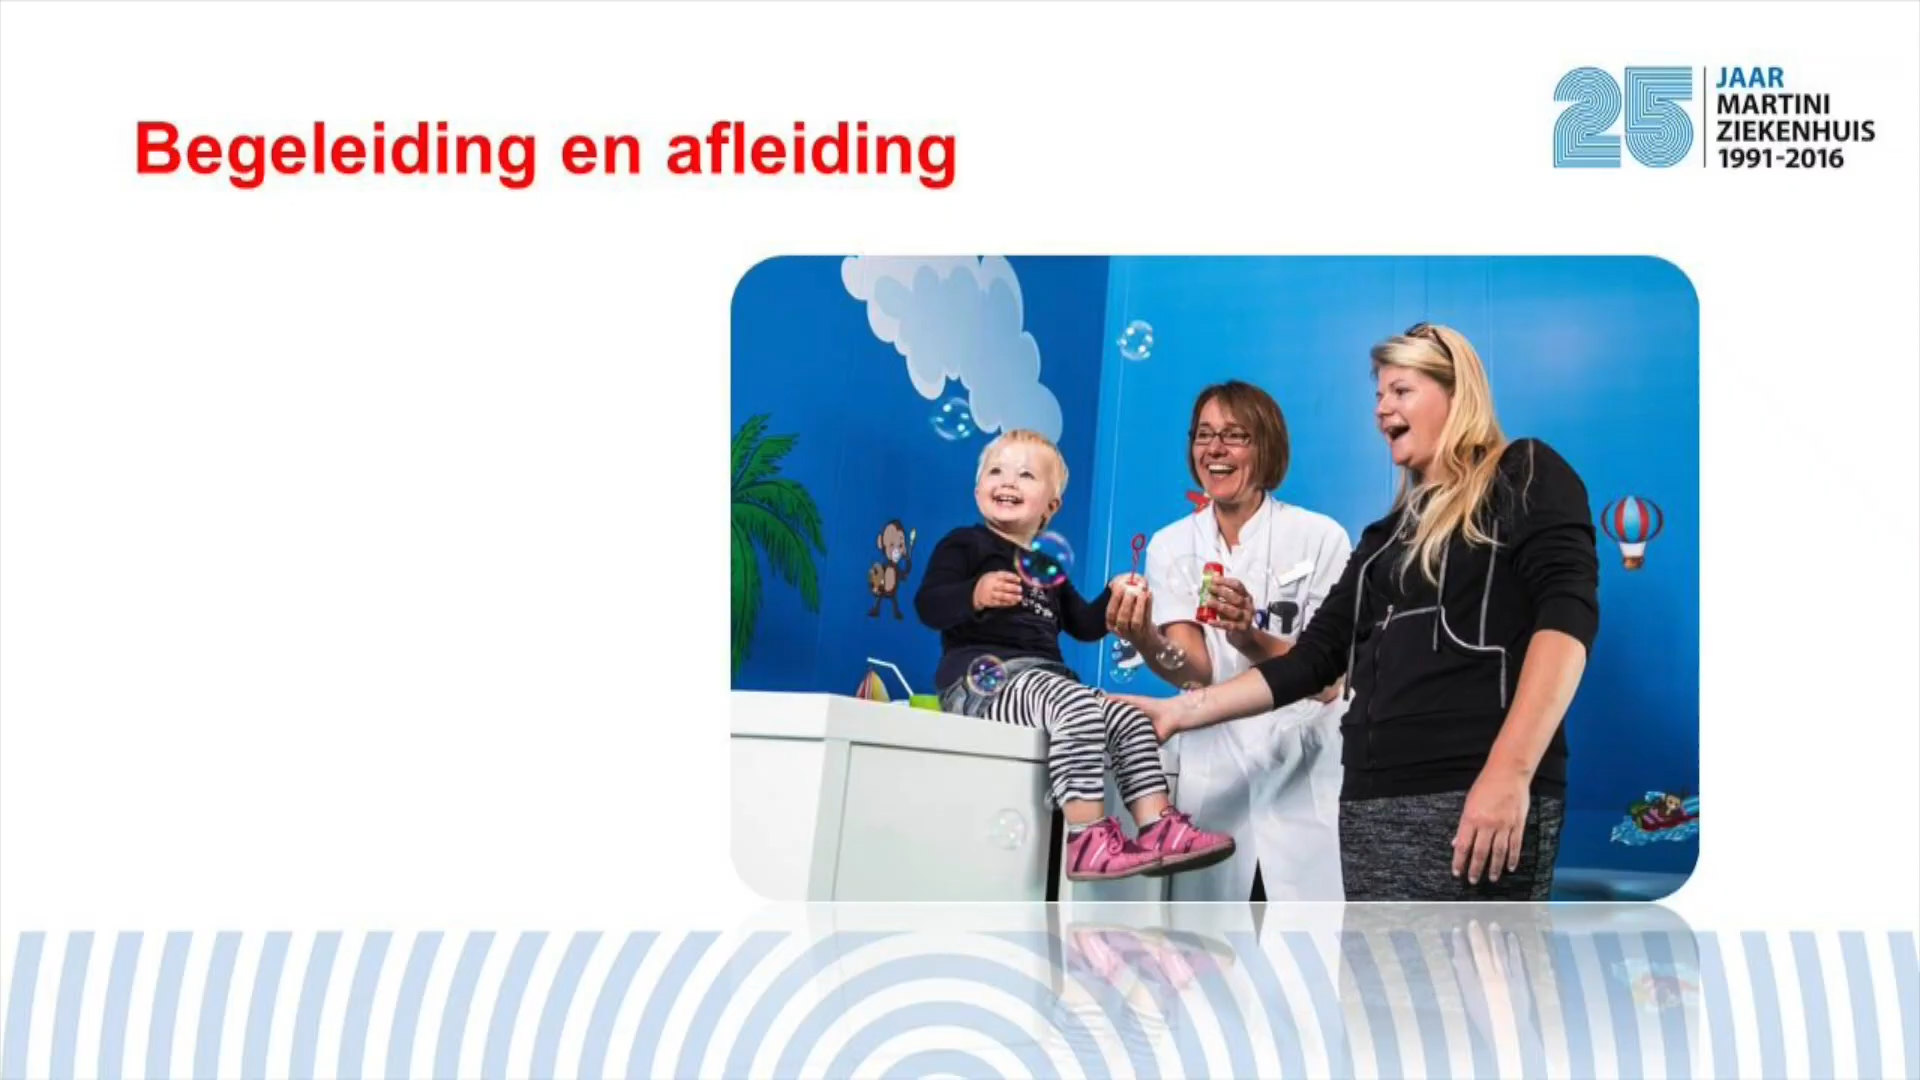 Begeleiding en afleiding
25
JAAR
MARTINI
ZIEKENHUIS
1991-2016